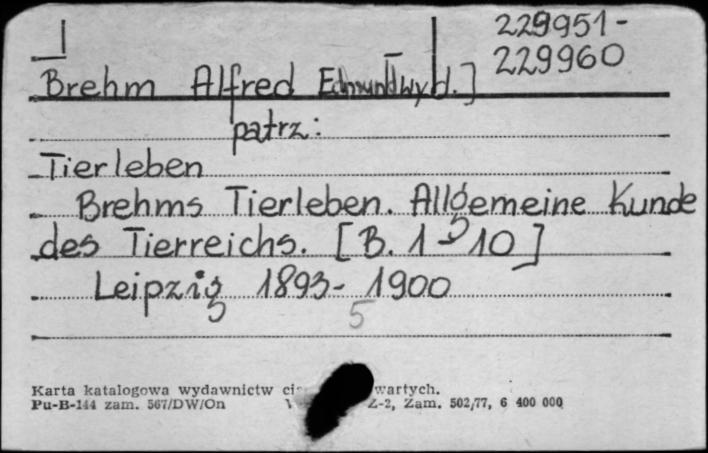 229951-
229960
Brehm Alfred Edmund wyd.]
patrz:
Tierleben
Brehms Tierleben. Allgemeine Kunde
des Tierreichs. [B. 1-10]
Leipzig 1893-1900
5
Karta katalogowa wydawnictw wartych.
Pu-B-144 zam. 567/DW/On Z-2, Zam. 502/77, 6 400 000